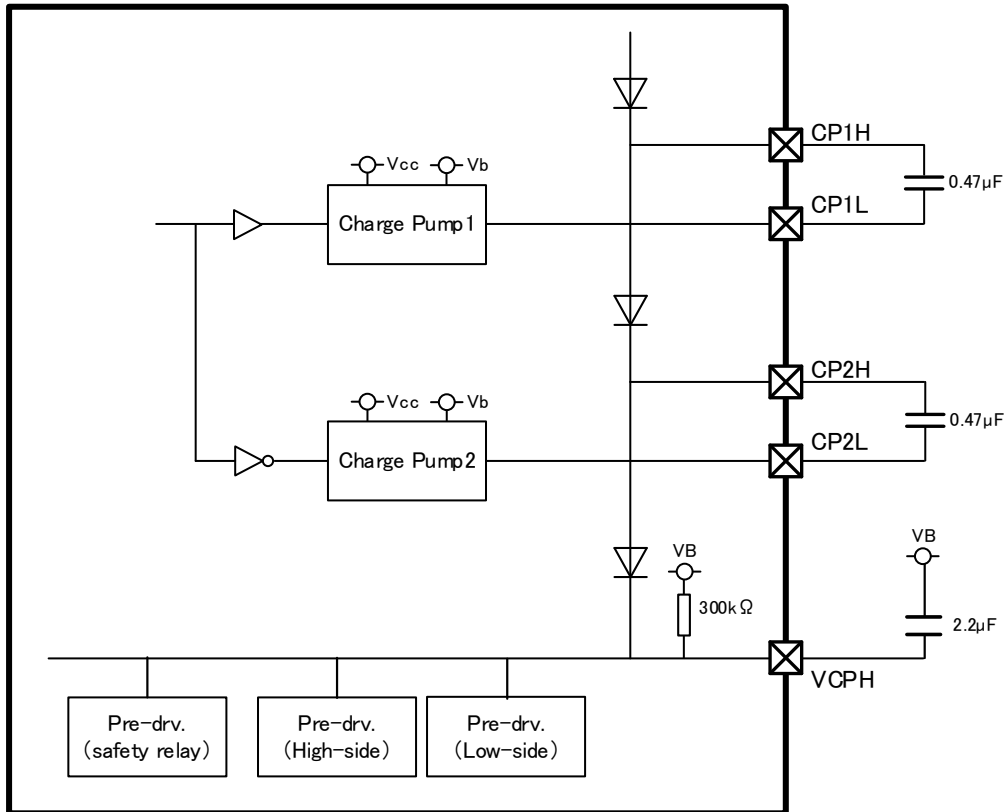 CP1H
Vcc
Vb
0.47μF
Charge Pump1
CP1L
CP2H
Vcc
Vb
0.47μF
Charge Pump2
CP2L
VB
VB
300kΩ
2.2μF
VCPH
Pre-drv.
(safety relay)
Pre-drv.
(High-side)
Pre-drv.
(Low-side)